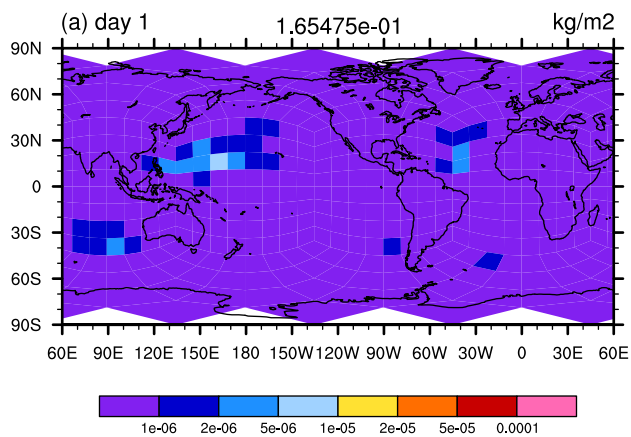 (a) day 1 1.65475e-01 kg/m2
90N
60N
30N
0
30S
60S
90S
60E 90E 120E 150E 180 150W 120W 90W 60W 30W 0 30E 60E
1e-06 2e-06 5e-06 1e-05 2e-05 5e-05 0.0001